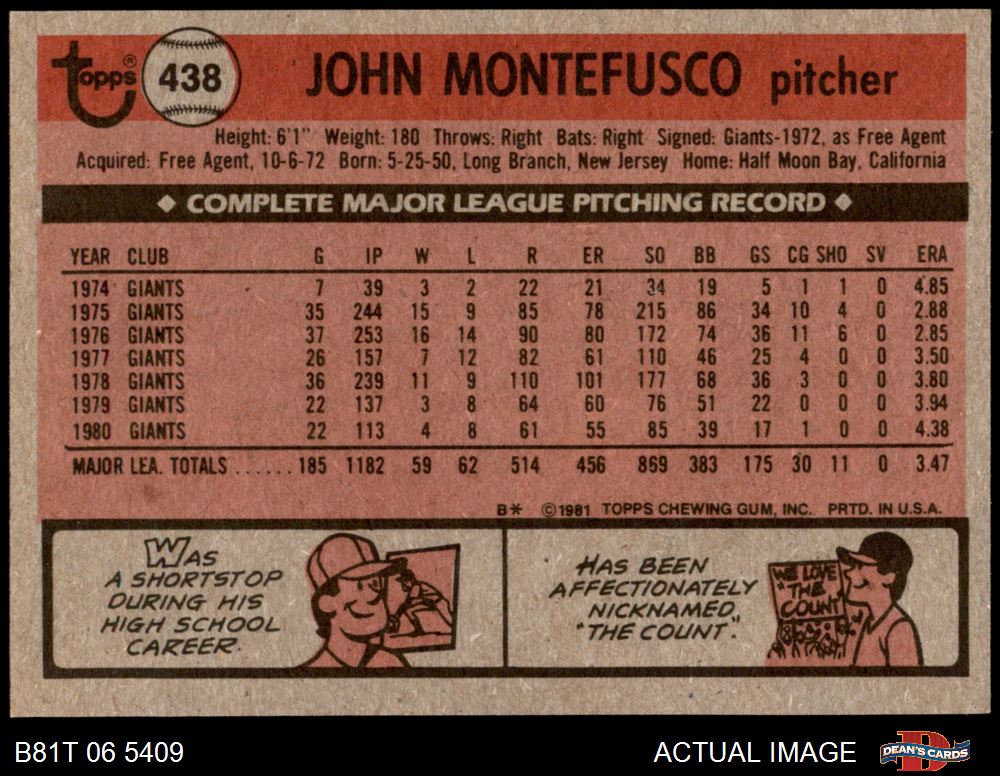 Topps® 438 JOHN MONTEFUSCO pitcher
Height: 6'1" Weight: 180 Throws: Right Bats: Right Signed: Giants-1972, as Free Agent
Acquired: Free Agent, 10-6-72 Born: 5-25-50, Long Branch, New Jersey Home: Half Moon Bay, California
◆ COMPLETE MAJOR LEAGUE PITCHING RECORD ◆
YEAR CLUB G IP W L R ER SO BB GS CG SHO SV ERA
1974 GIANTS 7 39 3 2 22 21 34 19 5 1 1 0 4.85
1975 GIANTS 35 244 15 9 85 78 215 86 34 10 4 0 2.88
1976 GIANTS 37 253 16 14 90 80 172 74 36 11 6 0 2.85
1977 GIANTS 26 157 7 12 82 61 110 46 25 4 0 0 3.50
1978 GIANTS 36 239 11 9 110 101 177 68 36 3 0 0 3.80
1979 GIANTS 22 137 3 8 64 60 76 51 22 0 0 0 3.94
1980 GIANTS 22 113 4 8 61 55 85 39 17 1 0 0 4.38
MAJOR LEA. TOTALS ...... 185 1182 59 62 514 456 869 383 175 30 11 0 3.47
B* ©1981 TOPPS CHEWING GUM, INC. PRTD. IN U.S.A.
WAS
A SHORTSTOP
DURING HIS
HIGH SCHOOL
CAREER.
HAS BEEN
AFFECTIONATELY
NICKNAMED,
"THE COUNT".
WE LOVE
"THE
COUNT"
B81T 06 5409
ACTUAL IMAGE
DEAN'S CARDS